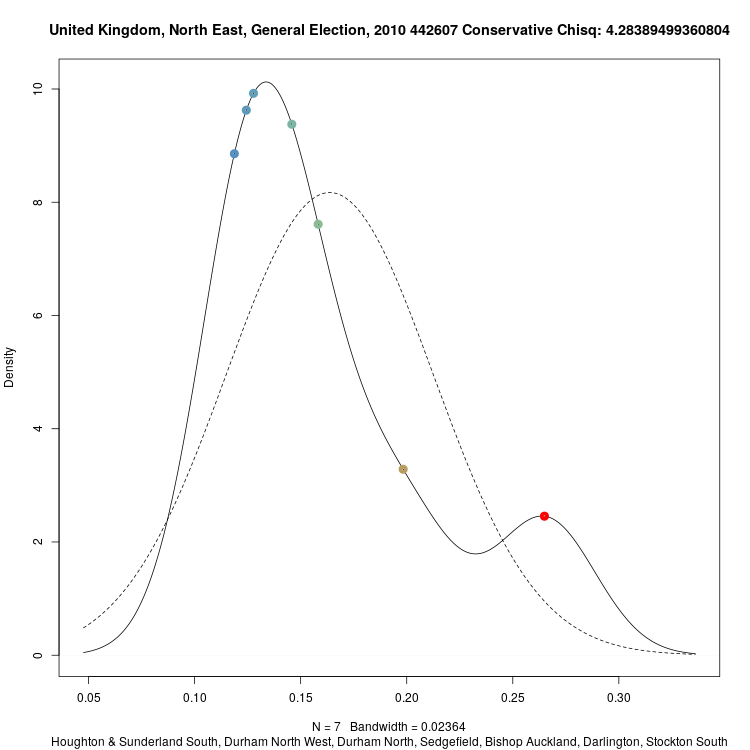 United Kingdom, North East, General Election, 2010 442607 Conservative Chisq: 4.28389499360804
Density
10
8
6
4
2
0
0.05 0.10 0.15 0.20 0.25 0.30
N = 7 Bandwidth = 0.02364
Houghton & Sunderland South, Durham North West, Durham North, Sedgefield, Bishop Auckland, Darlington, Stockton South